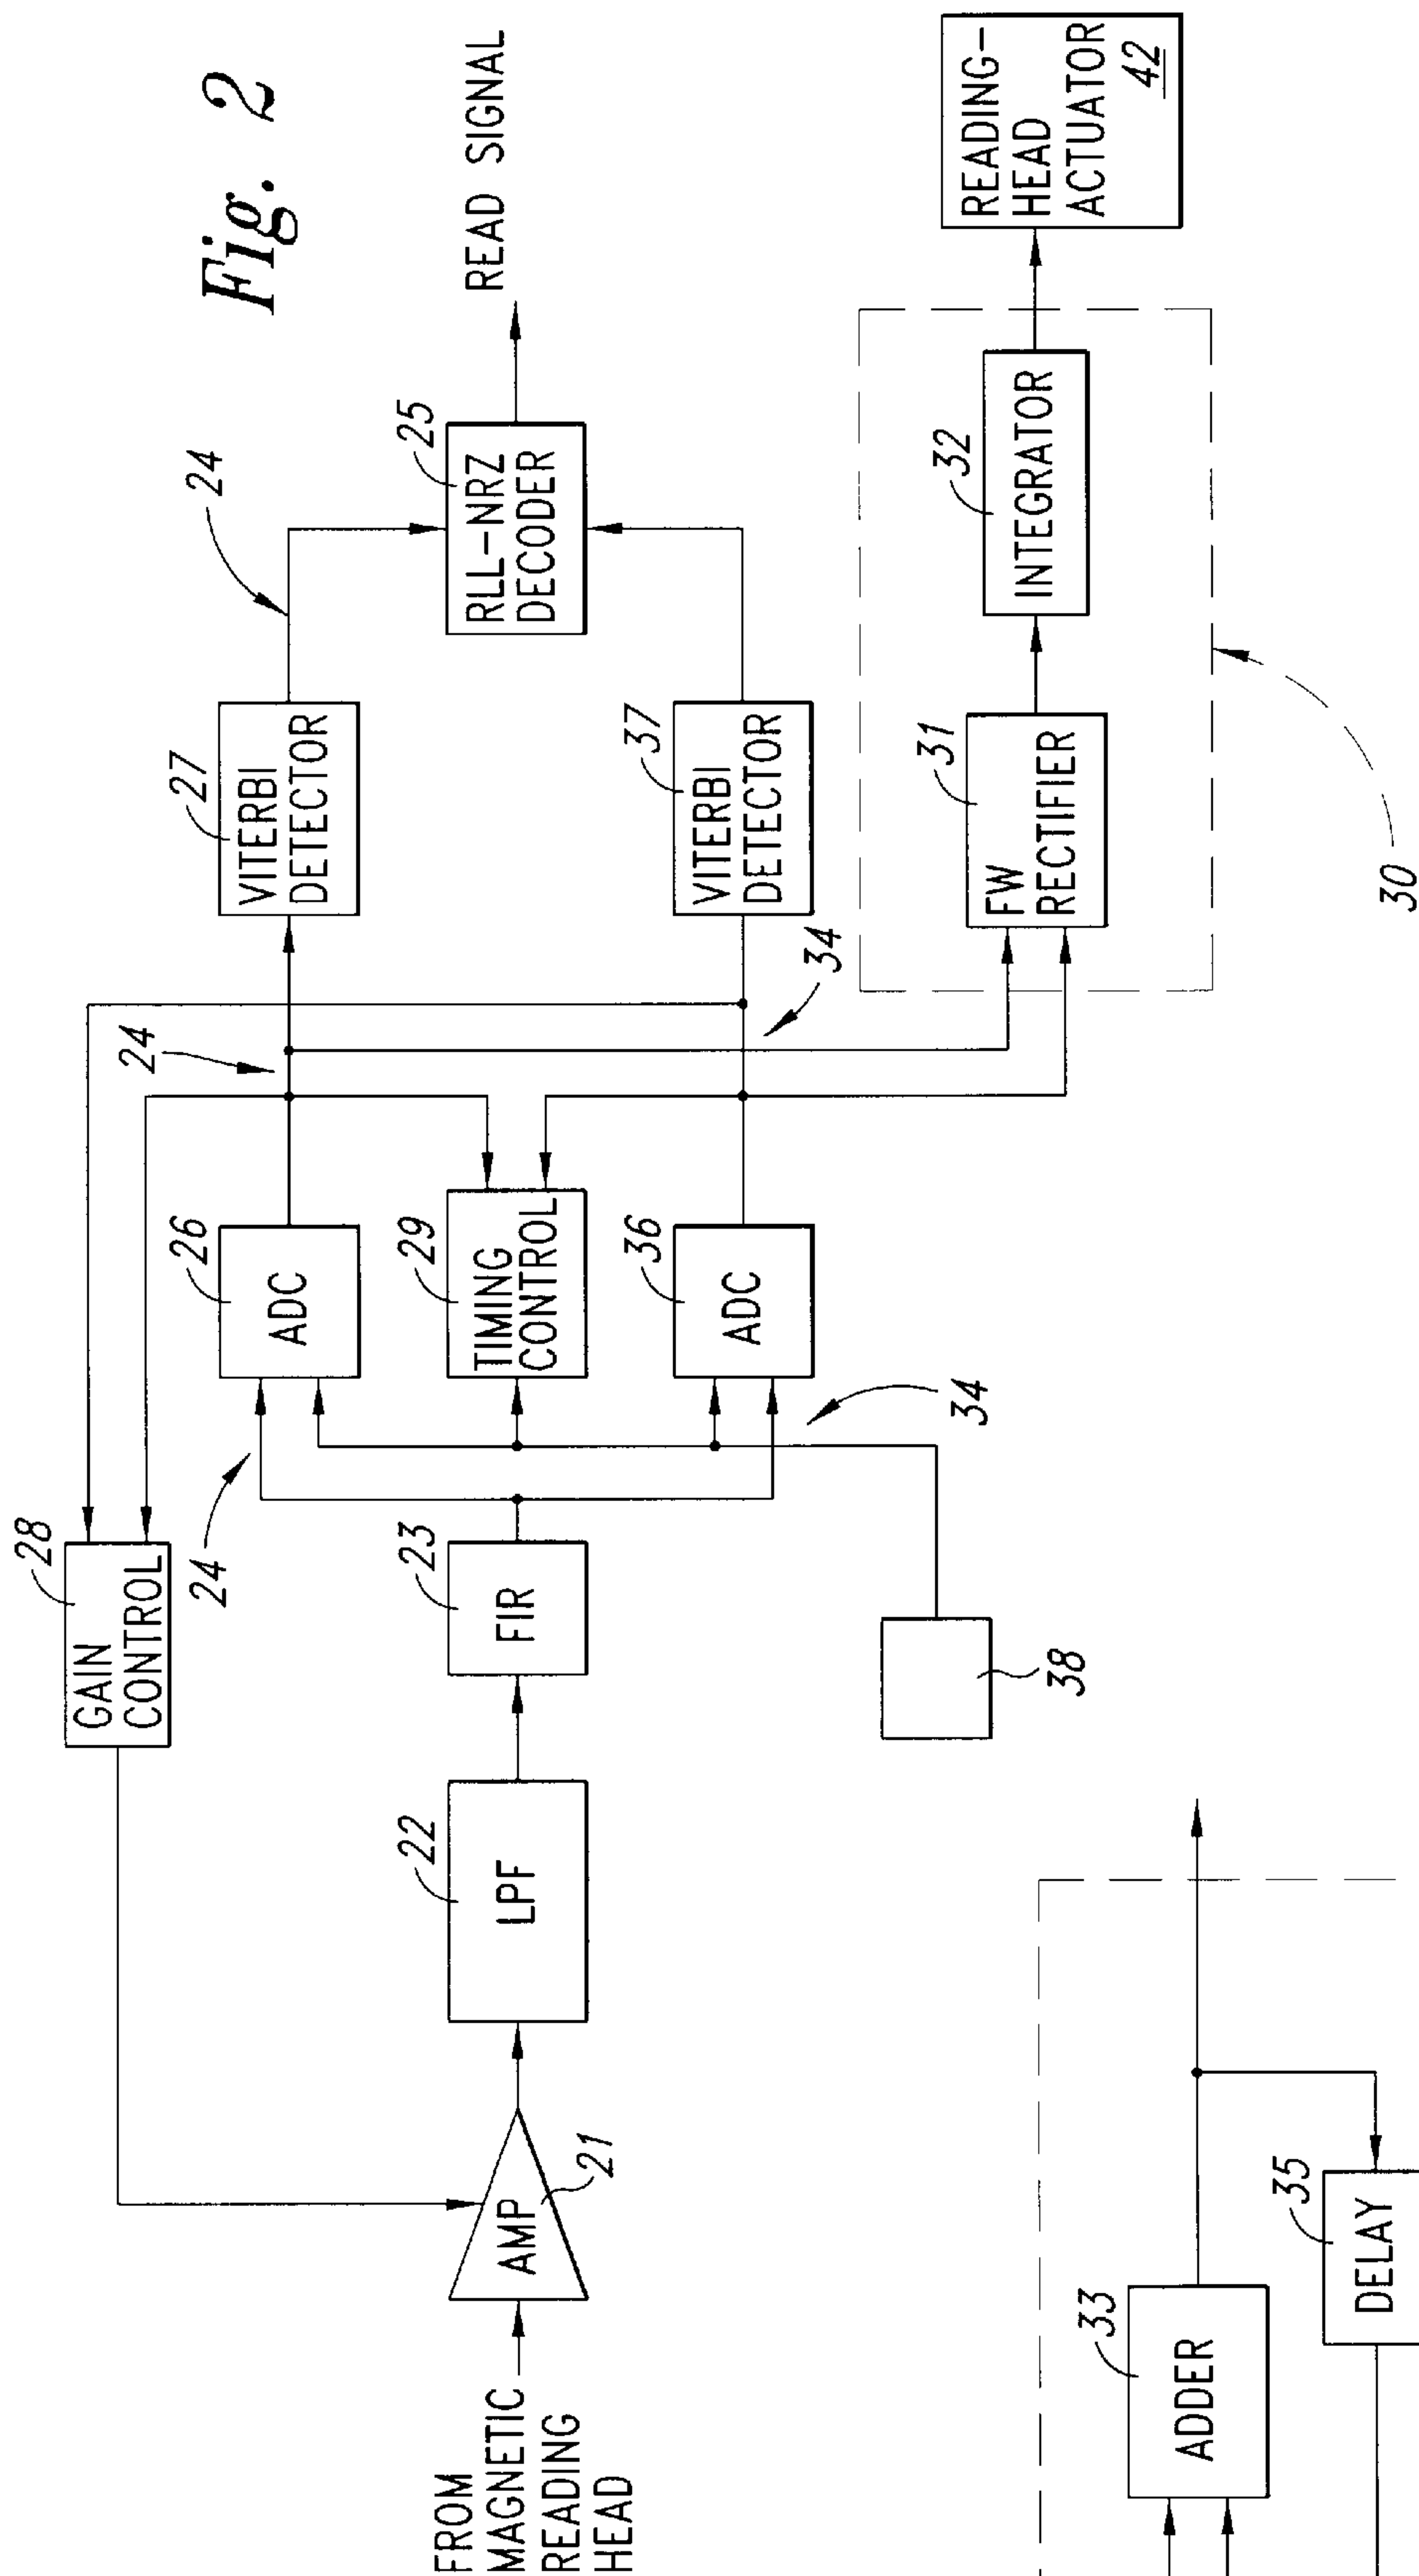 Fig. 2
28
GAIN
CONTROL
24
26
ADC
24
27
VITERBI
DETECTOR
24
FROM
MAGNETIC
READING
HEAD
AMP
21
22
LPF
23
FIR
29
TIMING
CONTROL
25
RLL-NRZ
DECODER
READ SIGNAL
36
ADC
34
34
37
VITERBI
DETECTOR
38
31
FW
RECTIFIER
32
INTEGRATOR
READING-
HEAD
ACTUATOR
42
30
33
ADDER
35
DELAY